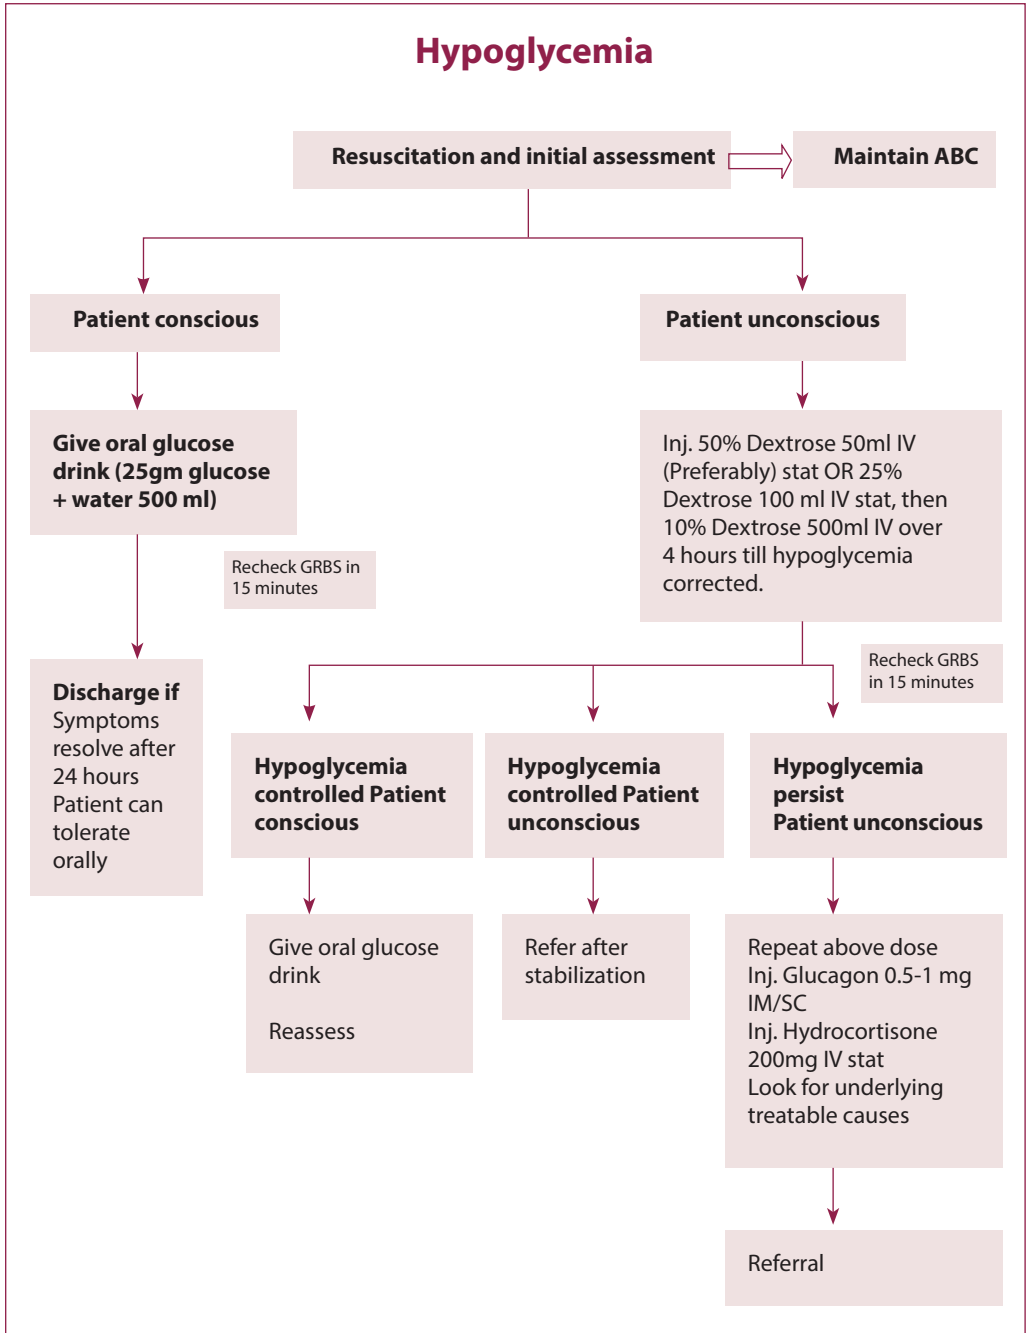 Hypoglycemia
Resuscitation and initial assessment
Maintain ABC
Patient conscious
Patient unconscious
Give oral glucose
drink (25gm glucose
+ water 500 ml)
Inj. 50% Dextrose 50ml IV
(Preferably) stat OR 25%
Dextrose 100 ml IV stat, then
10% Dextrose 500ml IV over
4 hours till hypoglycemia
corrected.
Recheck GRBS in
15 minutes
Recheck GRBS
in 15 minutes
Discharge if
Symptoms
resolve after
24 hours
Patient can
tolerate
orally
Hypoglycemia
controlled Patient
conscious
Hypoglycemia
controlled Patient
unconscious
Hypoglycemia
persist
Patient unconscious
Give oral glucose
drink
Reassess
Refer after
stabilization
Repeat above dose
Inj. Glucagon 0.5-1 mg
IM/SC
Inj. Hydrocortisone
200mg IV stat
Look for underlying
treatable causes
Referral